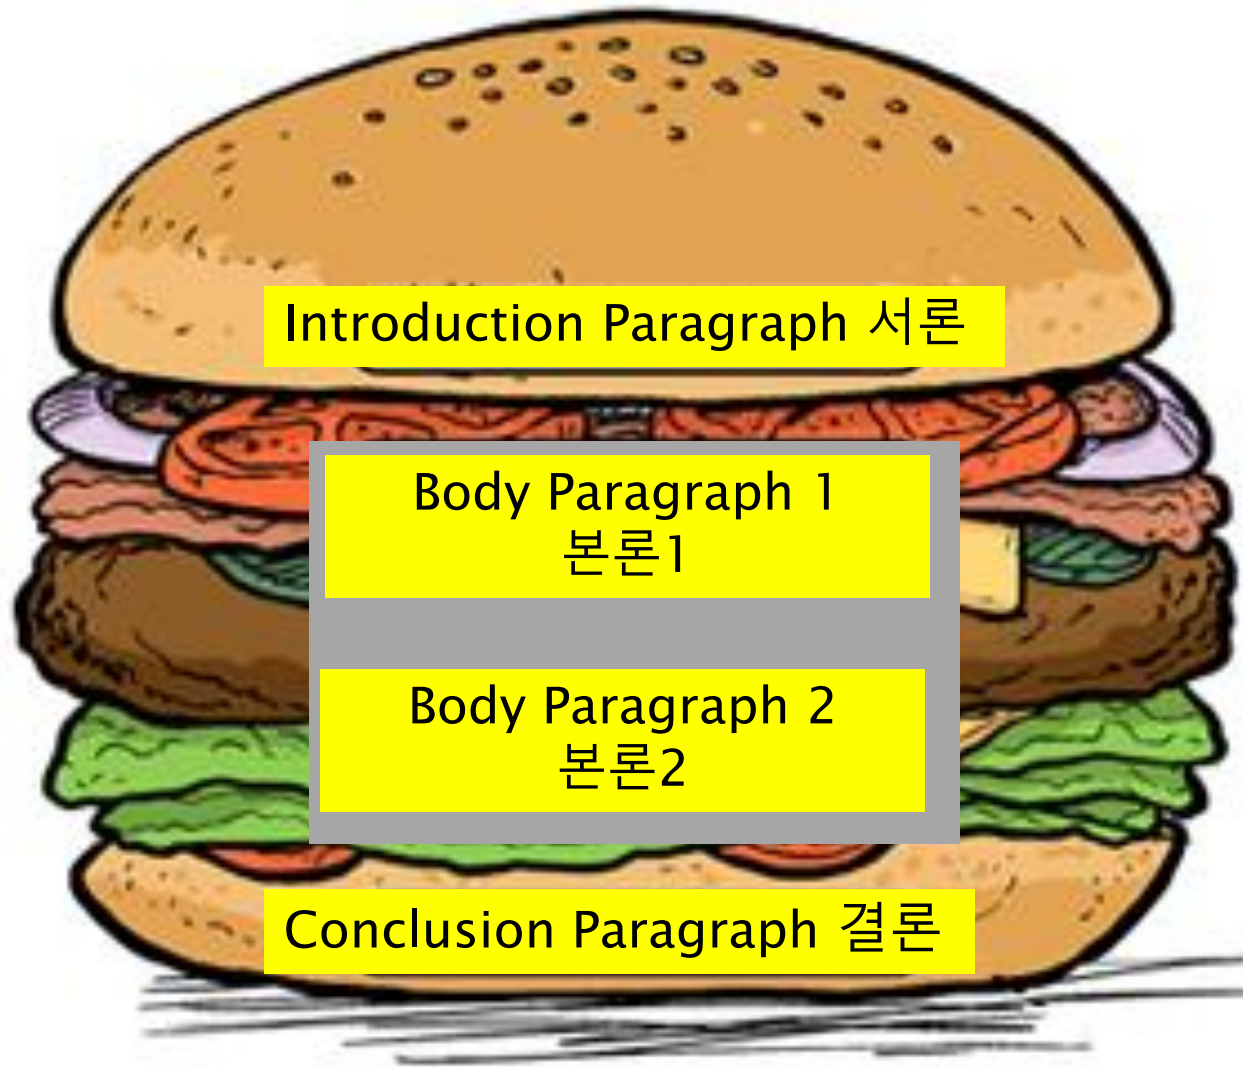 Introduction Paragraph 서론
Body Paragraph 1
본론1
Body Paragraph 2
본론2
Conclusion Paragraph 결론